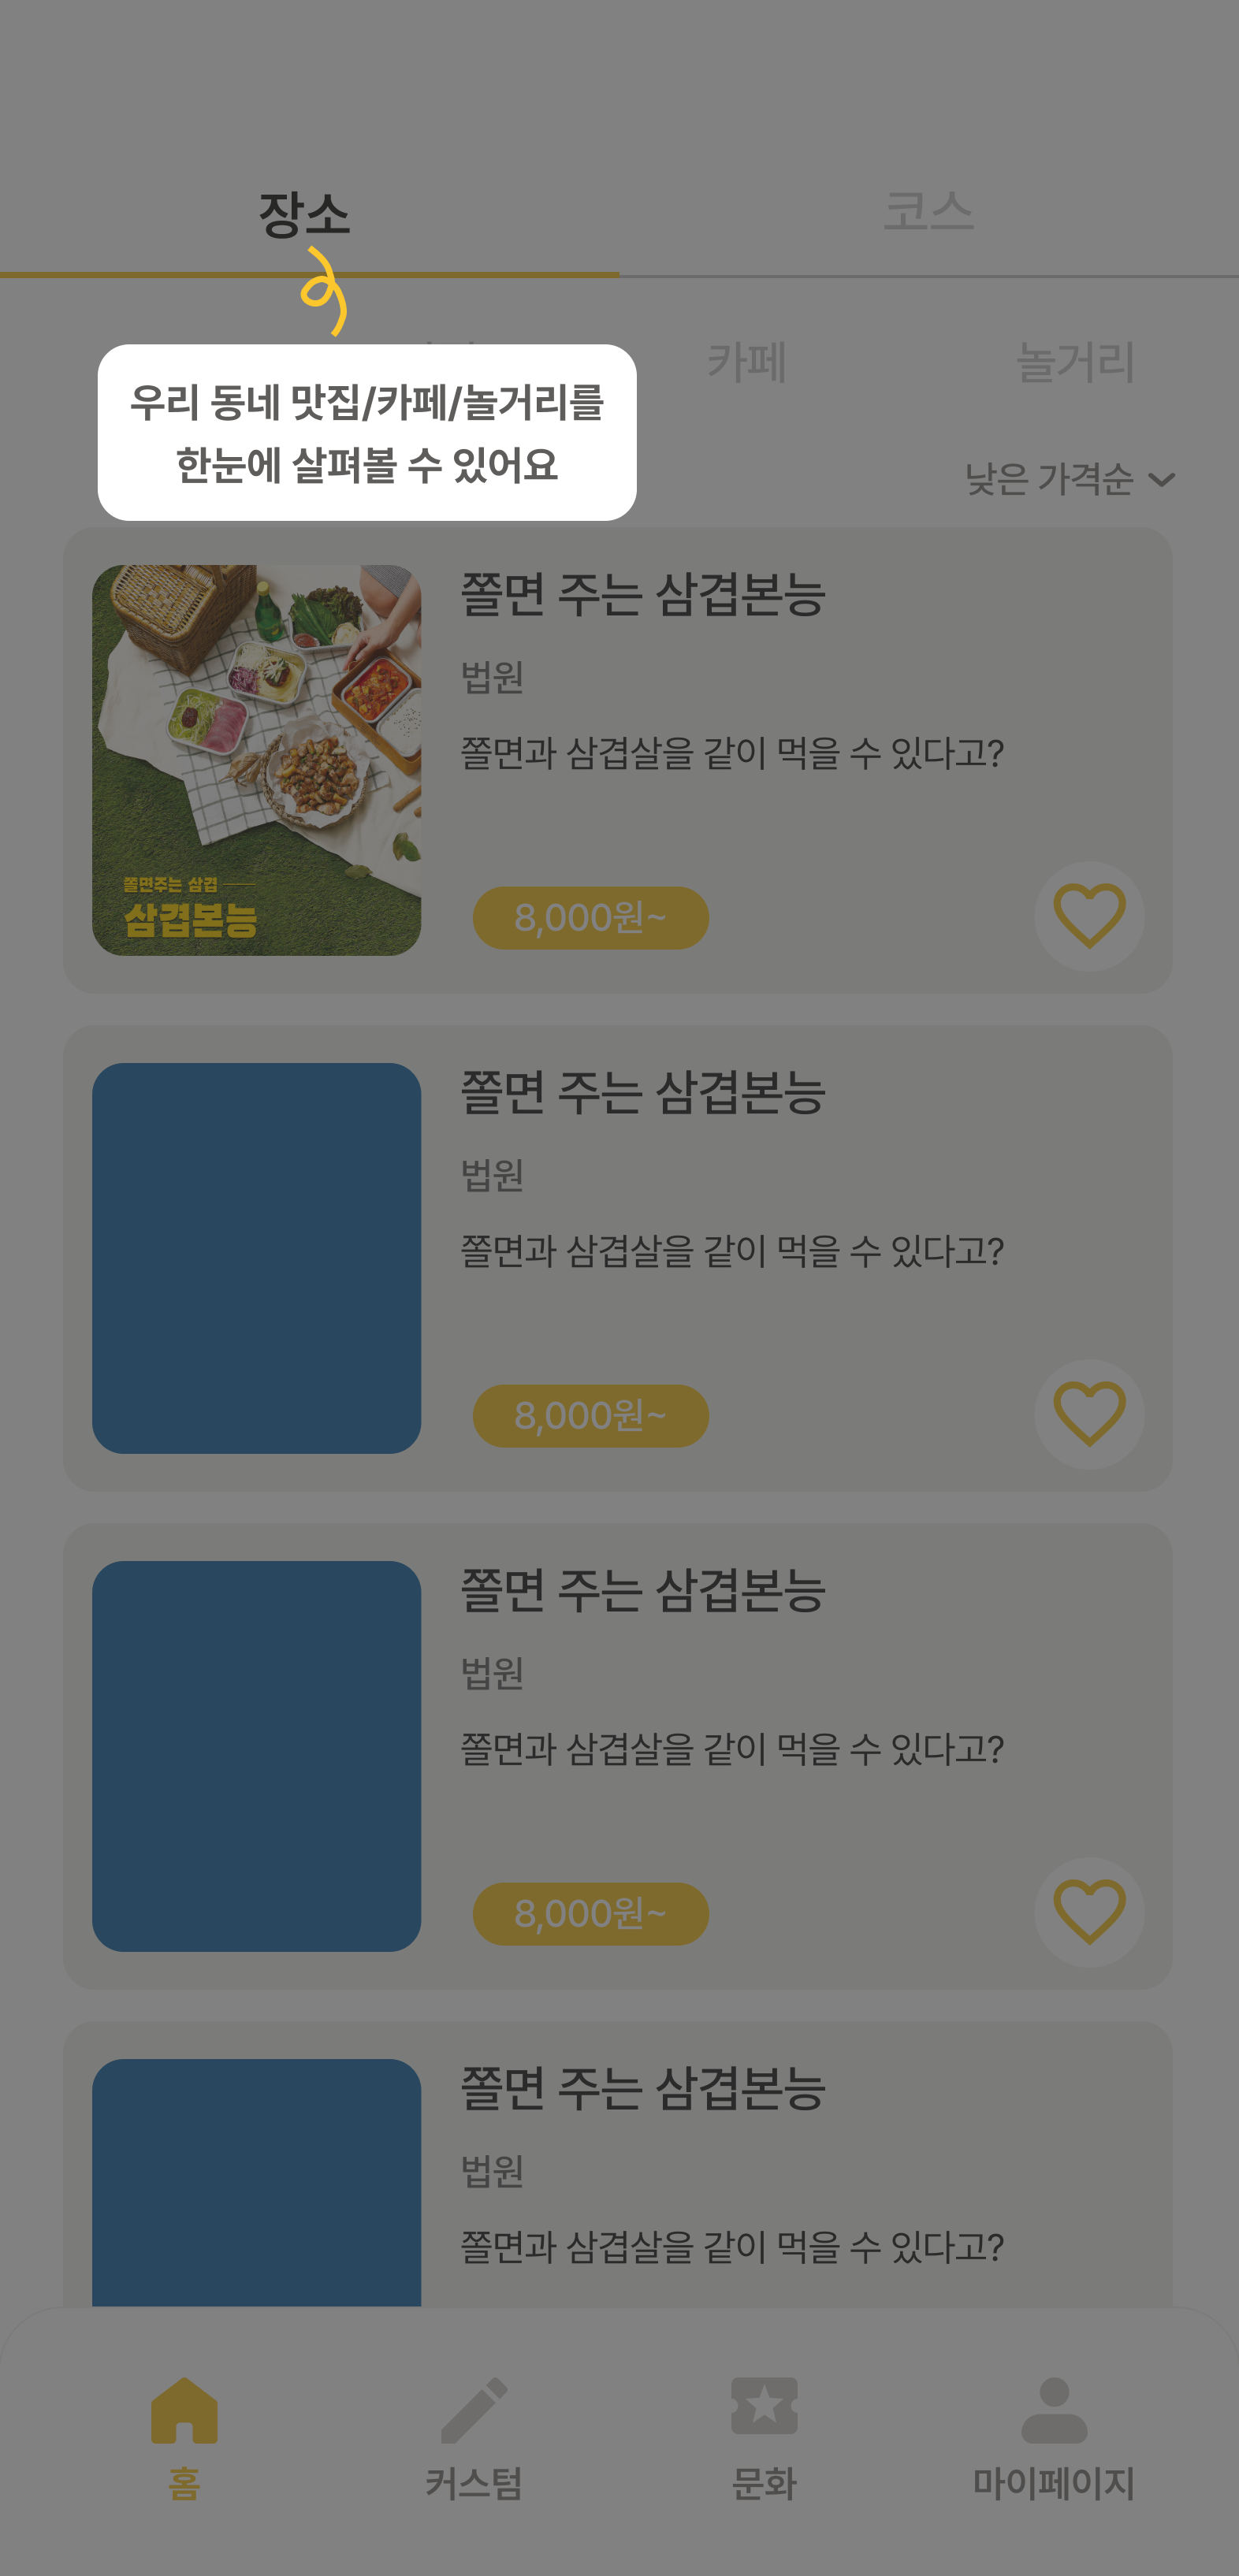 장소
코스
카페
놀거리
우리 동네 맛집/카페/놀거리를
한눈에 살펴볼 수 있어요
낮은 가격순
쫄면 주는 삼겹본능
법원
쫄면과 삼겹살을 같이 먹을 수 있다고?
쫄면주는 삼겹
삼겹본능
8,000원~
쫄면 주는 삼겹본능
법원
쫄면과 삼겹살을 같이 먹을 수 있다고?
8,000원~
쫄면 주는 삼겹본능
법원
쫄면과 삼겹살을 같이 먹을 수 있다고?
8,000원~
쫄면 주는 삼겹본능
법원
쫄면과 삼겹살을 같이 먹을 수 있다고?
홈
커스텀
문화
마이페이지